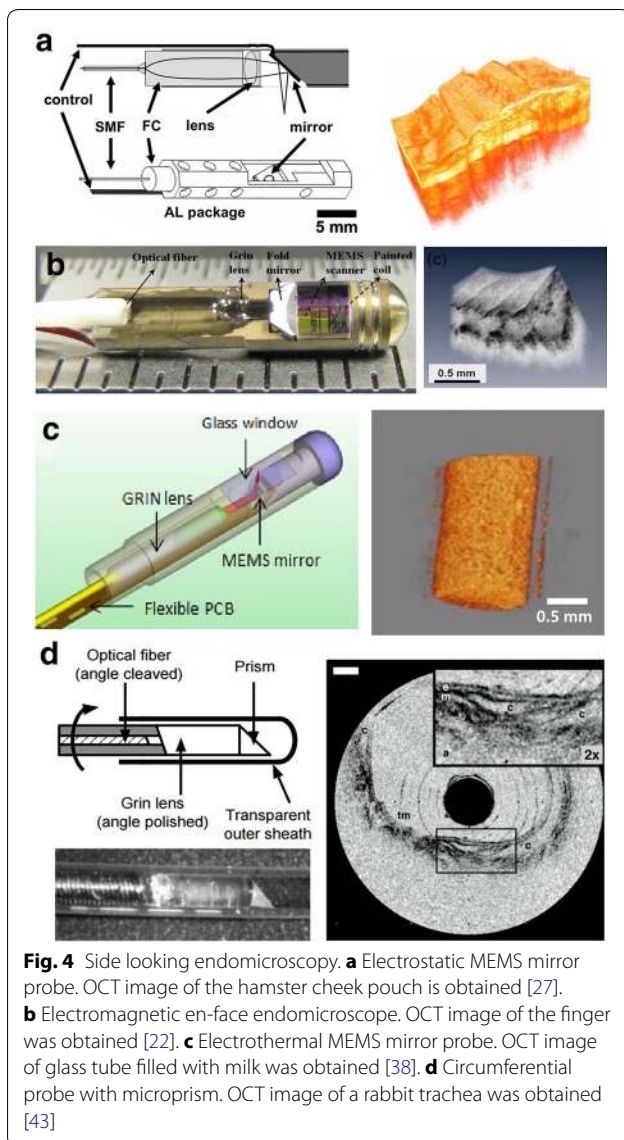 a
control
SMF
FC
lens
mirror
AL package
5 mm
b
Optical fiber
Grin
lens
Fold
mirror
MEMS
scanner
Painted
coil
(c)
0.5 mm
c
Glass window
GRIN lens
MEMS mirror
Flexible PCB
0.5 mm
d
Optical fiber
(angle cleaved)
Prism
Grin lens
(angle polished)
Transparent
outer sheath
e
m
c
c
a
2x
c
tm
c
Fig. 4 Side looking endomicroscopy. a Electrostatic MEMS mirror
probe. OCT image of the hamster cheek pouch is obtained [27].
b Electromagnetic en-face endomicroscope. OCT image of the finger
was obtained [22]. c Electrothermal MEMS mirror probe. OCT image
of glass tube filled with milk was obtained [38]. d Circumferential
probe with microprism. OCT image of a rabbit trachea was obtained
[43]